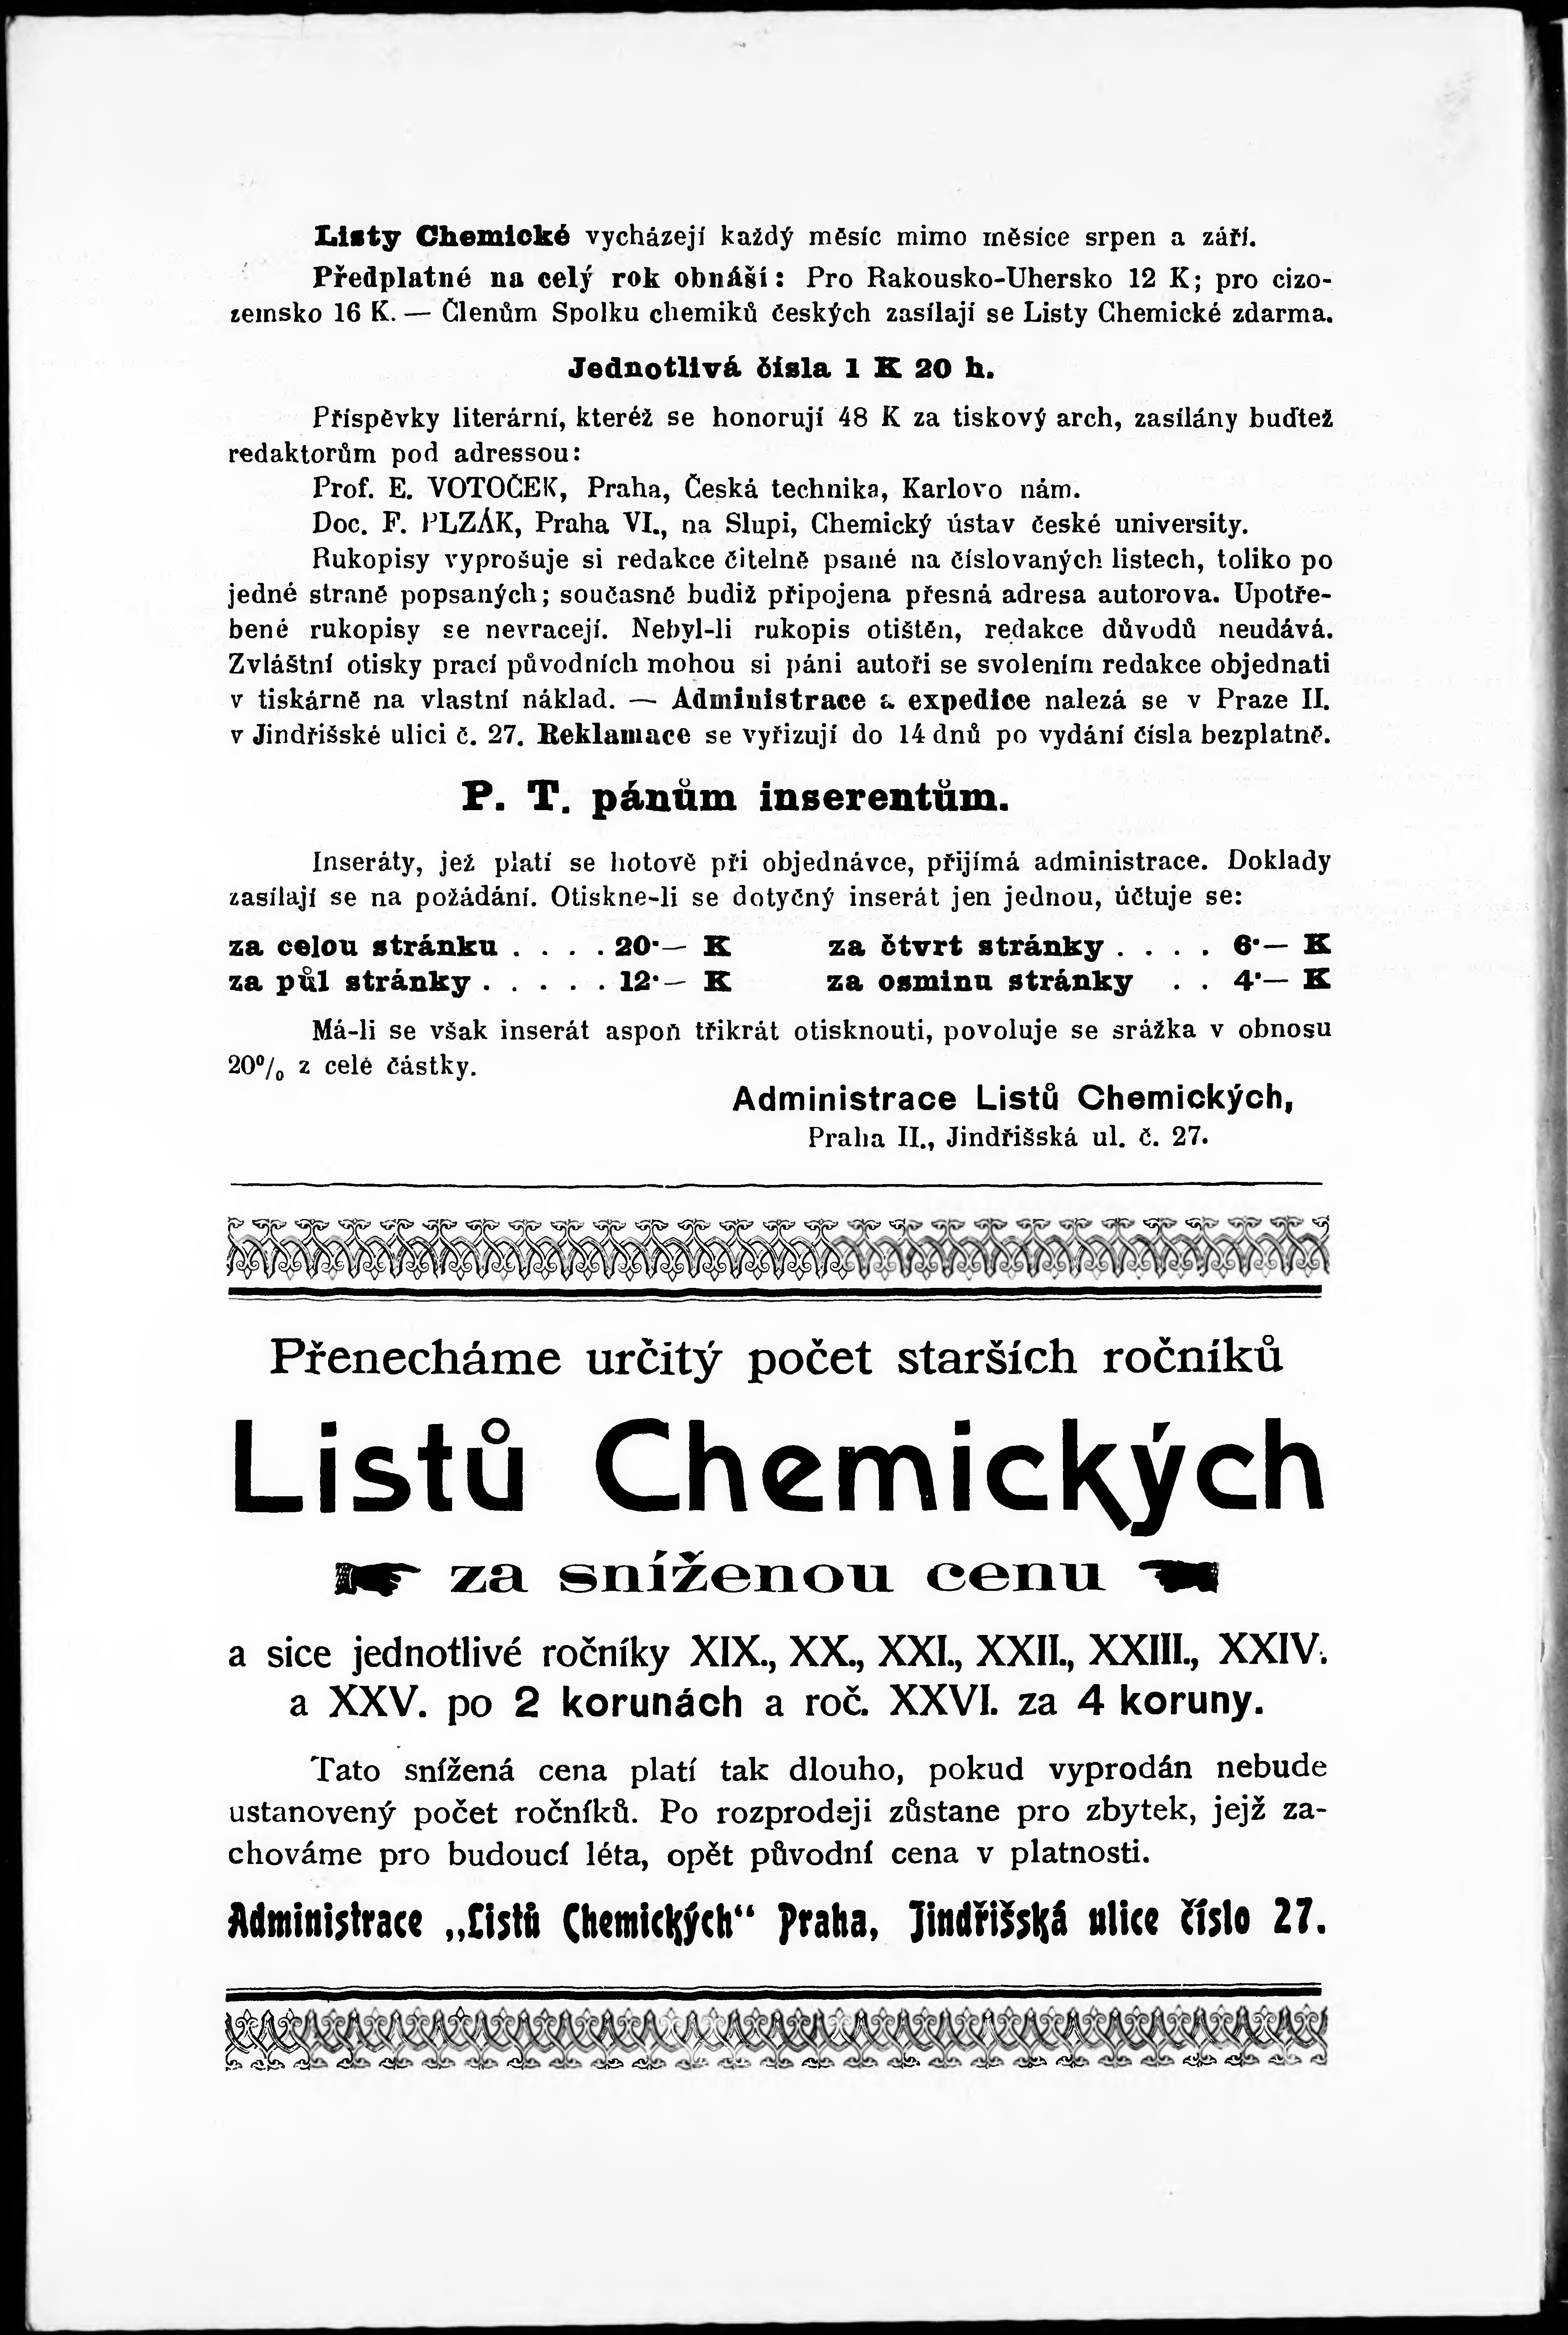 Listy Chemické vycházejí každý měsíc mimo měsíce srpen a září.
Předplatné na celý rok obnáší: Pro Rakousko-Uhersko 12 K; pro cizo-
zemsko 16 K. — Členům Spolku chemiků českých zasílají se Listy Chemické zdarma.
Jednotlivá čísla 1 K 20 h.
Příspěvky literární, kteréž se honorují 48 K za tiskový arch, zasílány buďtež
redaktorům pod adressou:
Prof. E. VOTOČEK, Praha, Česká technika, Karlovo nám.
Doc. F. PLZÁK, Praha VI., na Slupi, Chemický ústav české university.
Rukopisy vyprošuje si redakce čitelně psané na číslovaných listech, toliko po
jedné straně popsaných; současně budiž připojena přesná adresa autorova. Upotře-
bené rukopisy se nevracejí. Nebyl-li rukopis otištěn, redakce důvodů neudává.
Zvláštní otisky prací původních mohou si páni autoři se svolením redakce objednati
v tiskárně na vlastní náklad. — Administrace a expedice nalezá se v Praze II.
v Jindřišské ulici č. 27. Reklamace se vyřizují do 14 dnů po vydání čísla bezplatně.
P. T. pánům inserentům.
Inseráty, jež platí se hotově při objednávce, přijímá administrace. Doklady
zasílají se na požádání. Otiskne-li se dotyčný inserát jen jednou, účtuje se:
za celou stránku . . . . 20·— K za čtvrt stránky . . . . 6·— K
za půl stránky . . . . . 12·— K za osminu stránky . . 4·— K
Má-li se však inserát aspoň třikrát otisknouti, povoluje se srážka v obnosu
20% z celé částky.
Administrace Listů Chemických,
Praha II., Jindřišská ul. č. 27.
Přenecháme určitý počet starších ročníků
Listů Chemických
za sníženou cenu
a sice jednotlivé ročníky XIX., XX., XXI., XXII., XXIII., XXIV.
a XXV. po 2 korunách a roč. XXVI. za 4 koruny.
Tato snížená cena platí tak dlouho, pokud vyprodán nebude
ustanovený počet ročníků. Po rozprodeji zůstane pro zbytek, jejž za-
chováme pro budoucí léta, opět původní cena v platnosti.
Administrace „Listů Chemických“ Praha, Jindřišská ulice číslo 27.